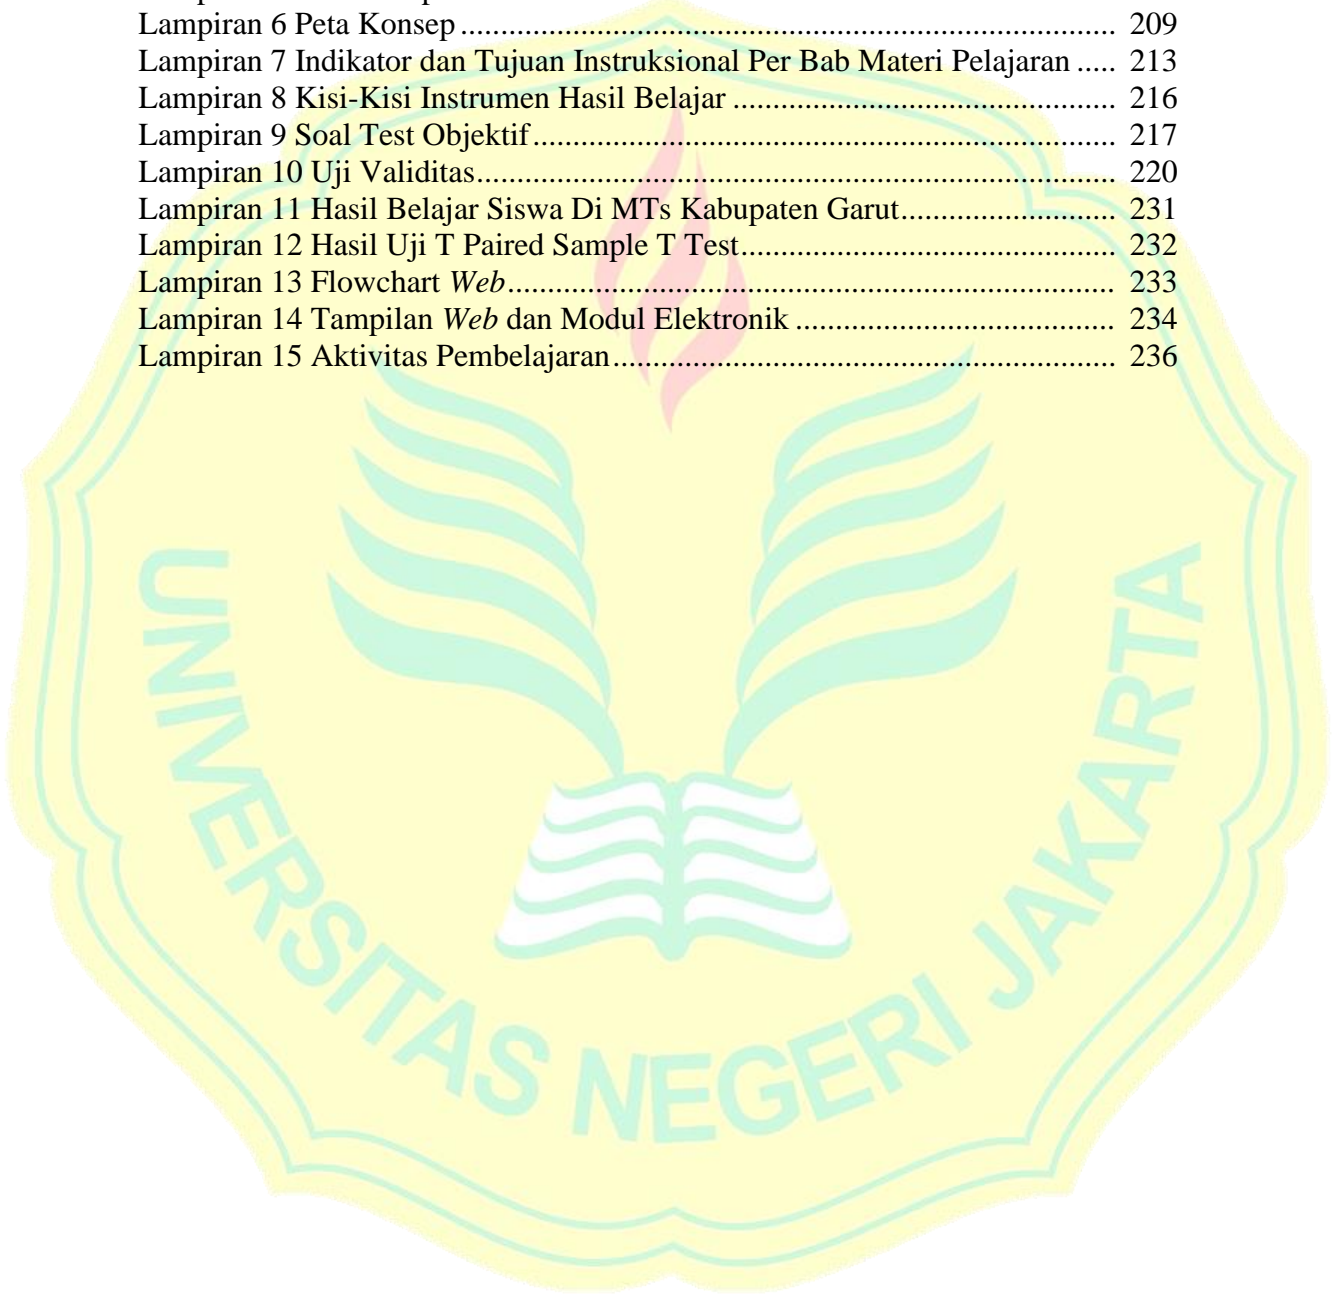 Lampiran 6 Peta Konsep ........................................................................... 209
Lampiran 7 Indikator dan Tujuan Instruksional Per Bab Materi Pelajaran ..... 213
Lampiran 8 Kisi-Kisi Instrumen Hasil Belajar ............................................ 216
Lampiran 9 Soal Test Objektif ................................................................... 217
Lampiran 10 Uji Validitas.......................................................................... 220
Lampiran 11 Hasil Belajar Siswa Di MTs Kabupaten Garut......................... 231
Lampiran 12 Hasil Uji T Paired Sample T Test........................................... 232
Lampiran 13 Flowchart Web...................................................................... 233
Lampiran 14 Tampilan Web dan Modul Elektronik ..................................... 234
Lampiran 15 Aktivitas Pembelajaran.......................................................... 236
UNIVERSITAS NEGERI JAKARTA